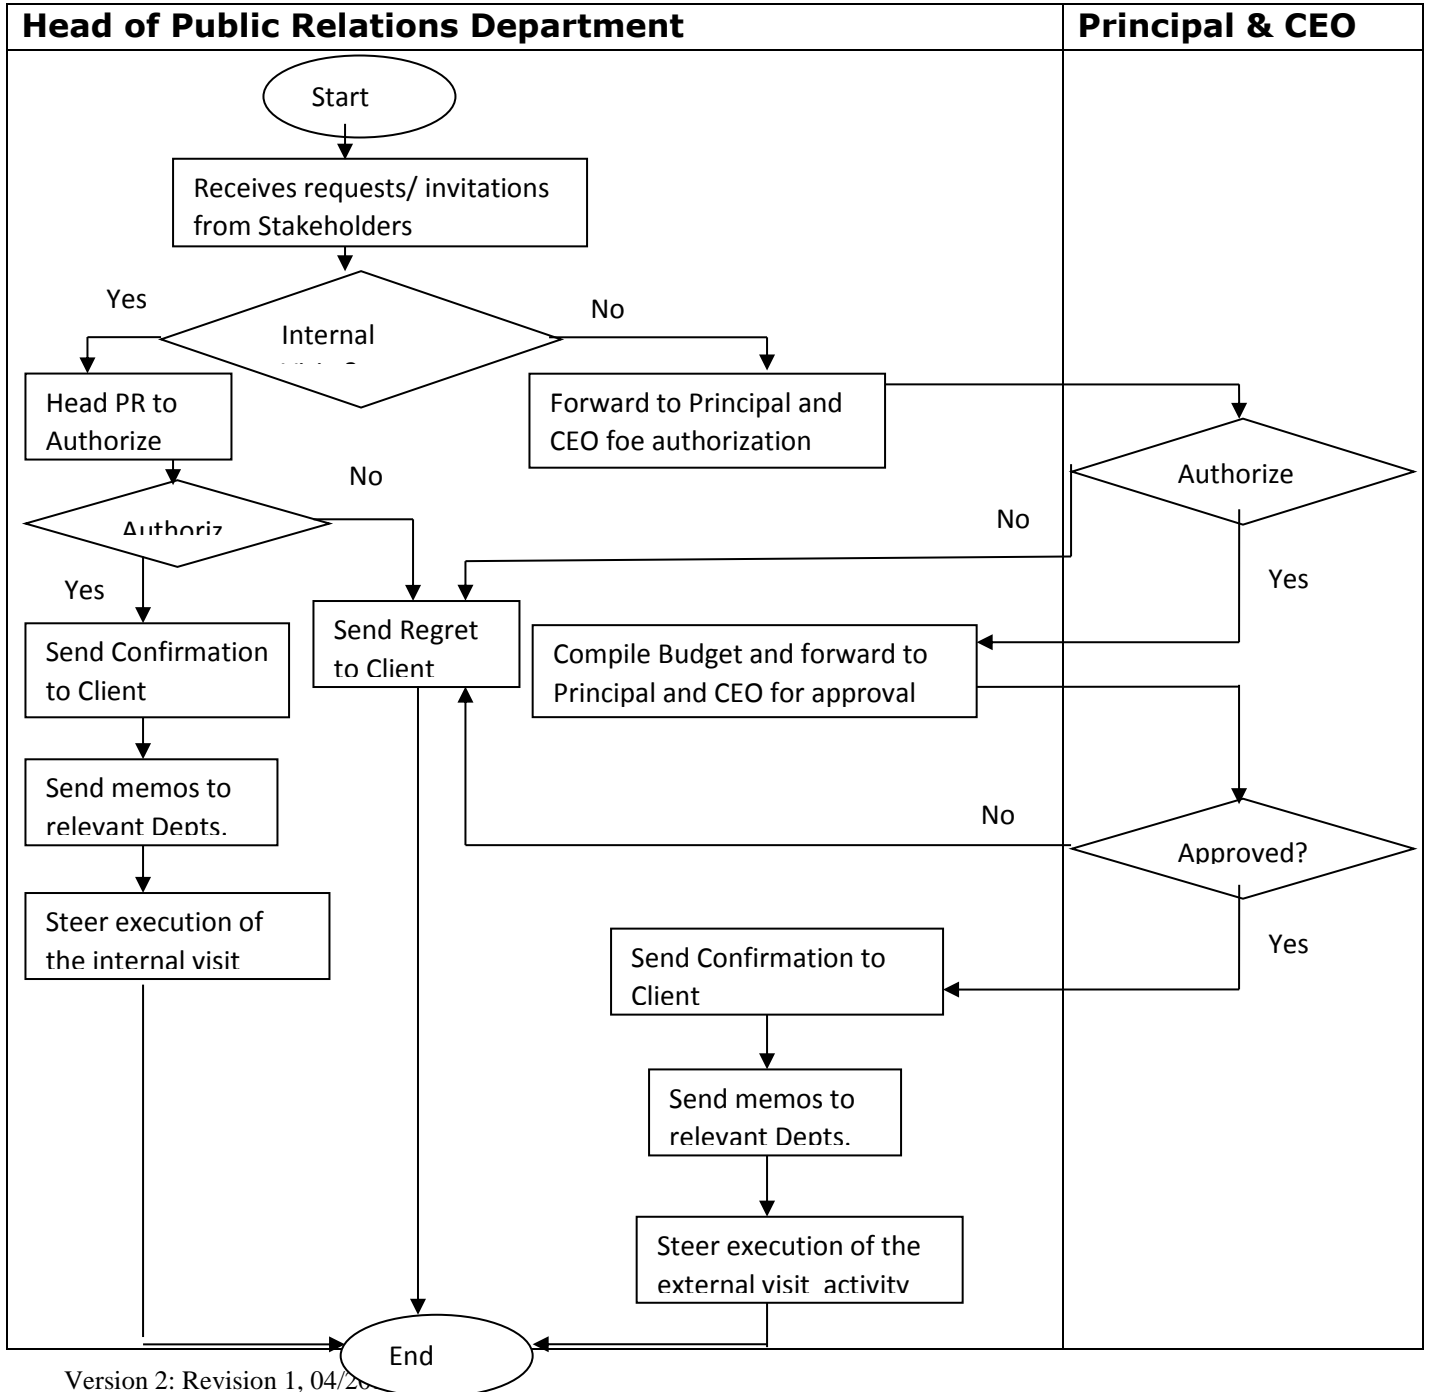 Head of Public Relations Department
Principal & CEO
Start
Receives requests/ invitations
from Stakeholders
Yes
No
Internal
Head PR to
Authorize
Forward to Principal and
CEO foe authorization
No
Authorize
Authoriz
No
Yes
Yes
Send Confirmation
to Client
Send Regret
to Client
Compile Budget and forward to
Principal and CEO for approval
Send memos to
relevant Depts.
No
Approved?
Steer execution of
the internal visit
Yes
Send Confirmation to
Client
Send memos to
relevant Depts.
Steer execution of the
external visit activity
End
Version 2: Revision 1, 04/20